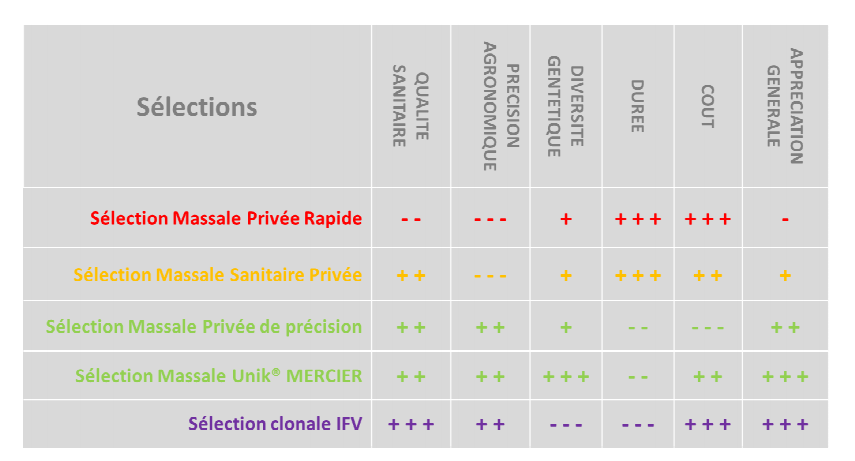 Sélections
QUALITE
SANITAIRE
PRECISION
AGRONOMIQUE
DIVERSITE
GENTETIQUE
DUREE
COUT
APPRECIATION
GENERALE
Sélection Massale Privée Rapide - - - - - + + + + + + + -
Sélection Massale Sanitaire Privée + + - - - + + + + + + +
Sélection Massale Privée de précision + + + + + - - - - - + +
Sélection Massale Unik® MERCIER + + + + + + + - - + + + + +
Sélection clonale IFV + + + + + - - - - - - + + + + + +